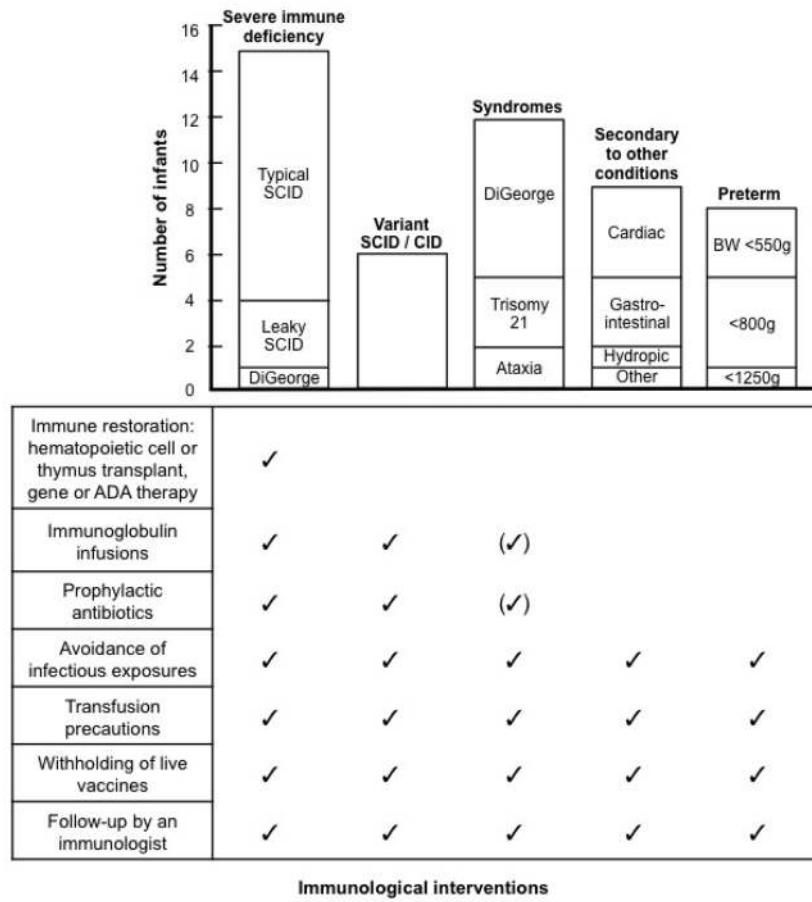 Severe immune
deficiency
Syndromes
Secondary
to other
conditions
Preterm
Variant
SCID / CID
Number of infants
16
14
12
10
8
6
4
2
0
Typical
SCID
Leaky
SCID
DiGeorge
DiGeorge
Trisomy
21
Ataxia
Cardiac
Gastro-
intestinal
Hydropic
Other
BW <550g
<800g
<1250g
Immune restoration:
hematopoietic cell or
thymus transplant,
gene or ADA therapy
✓
Immunoglobulin
infusions
✓ ✓ (✓)
Prophylactic
antibiotics
✓ ✓ (✓)
Avoidance of
infectious exposures
✓ ✓ ✓ ✓ ✓
Transfusion
precautions
✓ ✓ ✓ ✓ ✓
Withholding of live
vaccines
✓ ✓ ✓ ✓ ✓
Follow-up by an
immunologist
✓ ✓ ✓ ✓ ✓
Immunological interventions